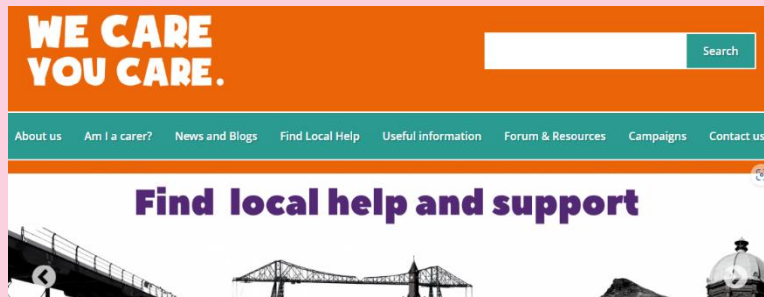 WE CARE
YOU CARE.
Search
About us Am I a carer? News and Blogs Find Local Help Useful information Forum & Resources Campaigns Contact us
Find local help and support